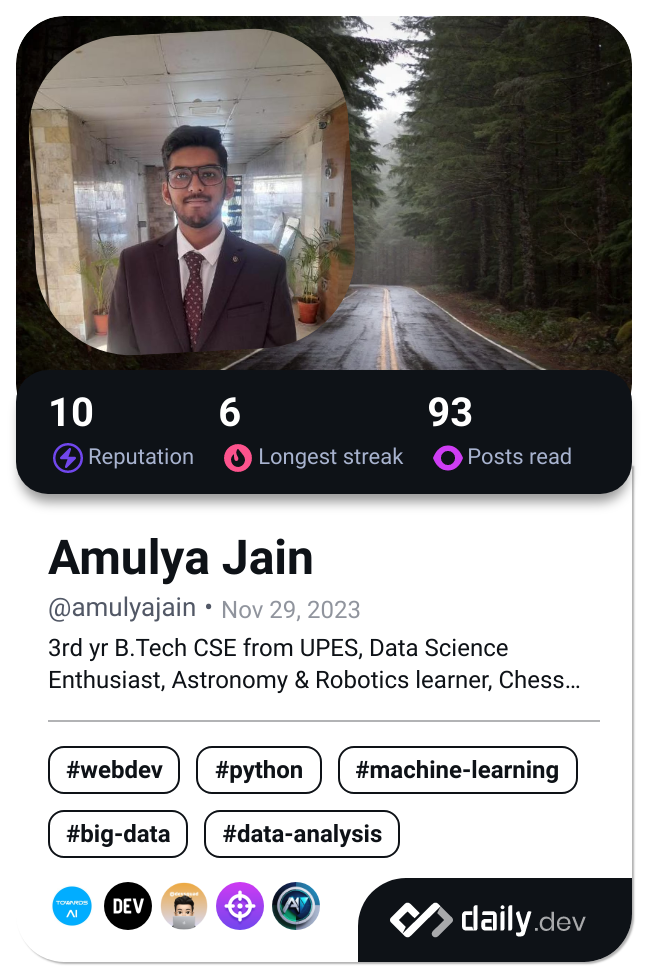 10 6 93
Reputation Longest streak Posts read
Amulya Jain
@amulyajain • Nov 29, 2023
3rd yr B.Tech CSE from UPES, Data Science
Enthusiast, Astronomy & Robotics learner, Chess…
#webdev #python #machine-learning
#big-data #data-analysis
TOWARDS
AI
DEV
daily.dev